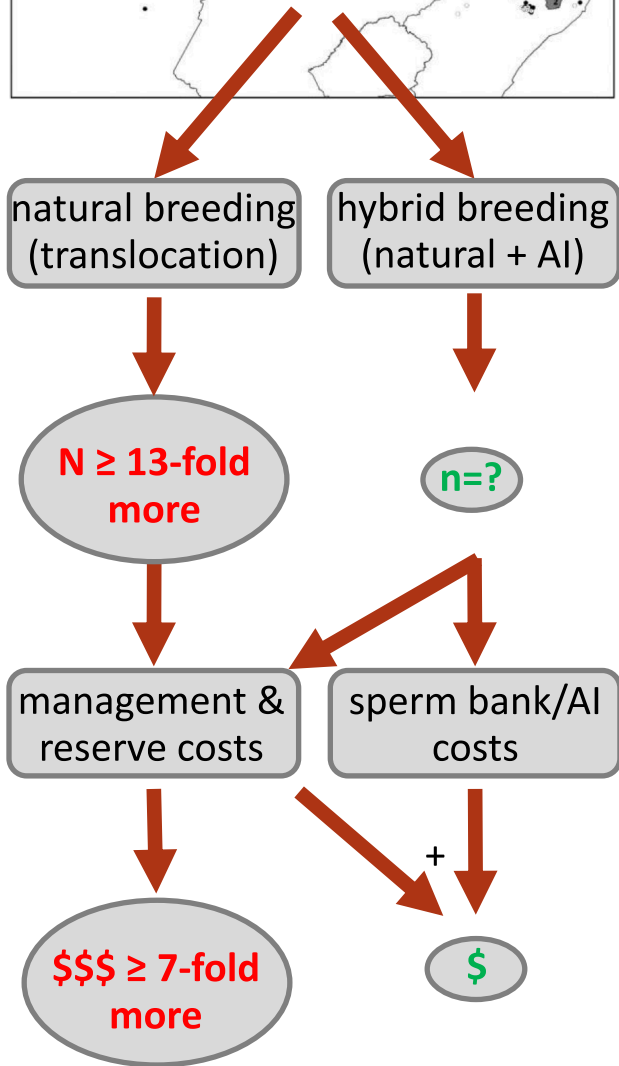 natural breeding
(translocation)
hybrid breeding
(natural + AI)
N ≥ 13-fold
more
n=?
management &
reserve costs
sperm bank/AI
costs
+
$$$ ≥ 7-fold
more
$